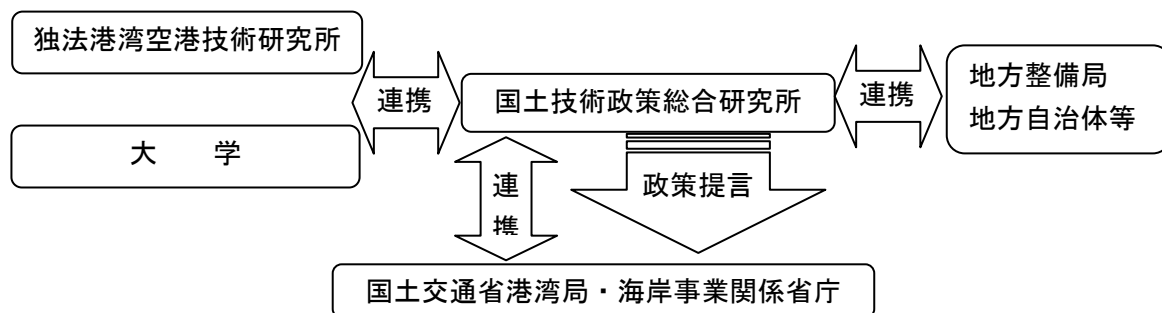 独法港湾空港技術研究所
大　　学
連携
国土技術政策総合研究所
連携
地方整備局
地方自治体等
連
携
政策提言
国土交通省港湾局・海岸事業関係省庁